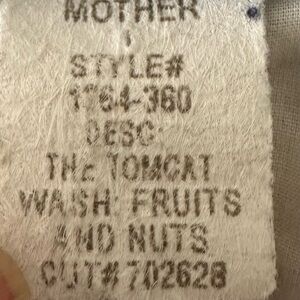 MOTHER
STYLE#
1764-360
DESC:
THE TOMCAT
WASH: FRUITS
AND NUTS
CUT# 702628